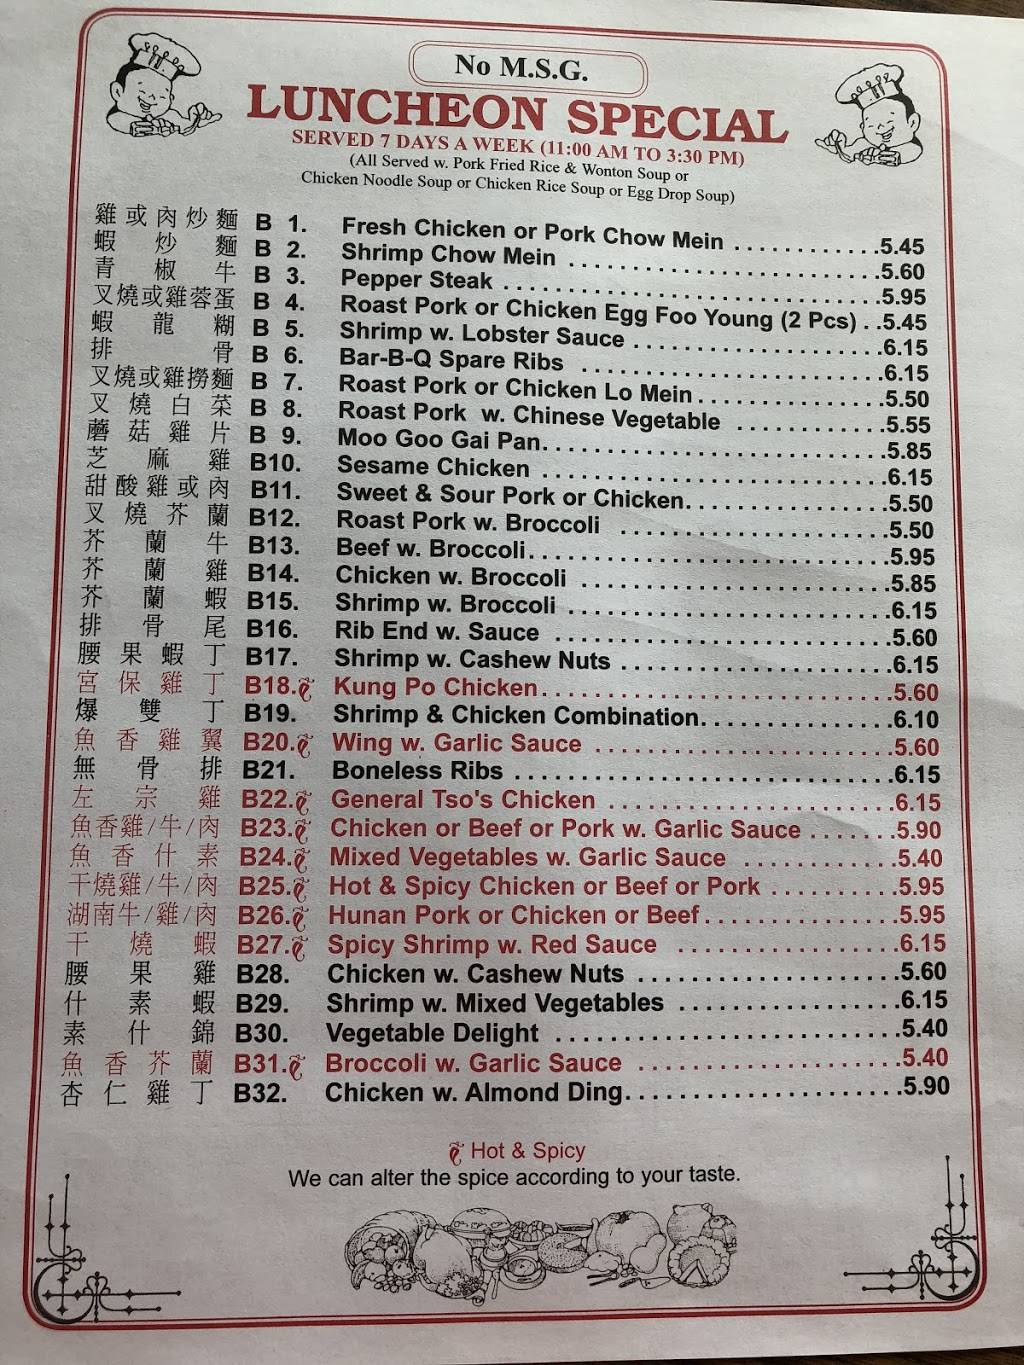 No M.S.G.
LUNCHEON SPECIAL
SERVED 7 DAYS A WEEK (11:00 AM TO 3:30 PM)
(All Served w. Pork Fried Rice & Wonton Soup or
Chicken Noodle Soup or Chicken Rice Soup or Egg Drop Soup)
雞或肉炒麵 B 1. Fresh Chicken or Pork Chow Mein ...........5.45
蝦炒麵 B 2. Shrimp Chow Mein ........................5.60
青椒牛 B 3. Pepper Steak .............................5.95
叉燒或雞蓉蛋 B 4. Roast Pork or Chicken Egg Foo Young (2 Pcs) ..5.45
蝦龍糊 B 5. Shrimp w. Lobster Sauce ...................6.15
排骨 B 6. Bar-B-Q Spare Ribs .......................6.15
叉燒或雞撈麵 B 7. Roast Pork or Chicken Lo Mein ..............5.50
叉燒白菜 B 8. Roast Pork w. Chinese Vegetable ...........5.55
蘑菇雞片 B 9. Moo Goo Gai Pan..........................5.85
芝麻雞 B10. Sesame Chicken ..........................6.15
甜酸雞或肉 B11. Sweet & Sour Pork or Chicken...............5.50
叉燒芥蘭 B12. Roast Pork w. Broccoli ....................5.50
芥蘭牛 B13. Beef w. Broccoli...........................5.95
芥蘭雞 B14. Chicken w. Broccoli .......................5.85
芥蘭蝦 B15. Shrimp w. Broccoli ........................6.15
排骨尾 B16. Rib End w. Sauce .........................5.60
腰果蝦丁 B17. Shrimp w. Cashew Nuts ....................6.15
宮保雞丁 B18. Kung Po Chicken..........................5.60
爆雙丁 B19. Shrimp & Chicken Combination..............6.10
魚香雞翼 B20. Wing w. Garlic Sauce ......................5.60
無骨排 B21. Boneless Ribs ............................6.15
左宗雞 B22. General Tso's Chicken .....................6.15
魚香雞/牛/肉 B23. Chicken or Beef or Pork w. Garlic Sauce .......5.90
魚香什素 B24. Mixed Vegetables w. Garlic Sauce ...........5.40
干燒雞/牛/肉 B25. Hot & Spicy Chicken or Beef or Pork ..........5.95
湖南牛/雞/肉 B26. Hunan Pork or Chicken or Beef..............5.95
干燒蝦 B27. Spicy Shrimp w. Red Sauce ................6.15
腰果雞 B28. Chicken w. Cashew Nuts ...................5.60
什素蝦 B29. Shrimp w. Mixed Vegetables ................6.15
素什錦 B30. Vegetable Delight .........................5.40
魚香芥蘭 B31. Broccoli w. Garlic Sauce ...................5.40
杏仁雞丁 B32. Chicken w. Almond Ding....................5.90
Hot & Spicy
We can alter the spice according to your taste.